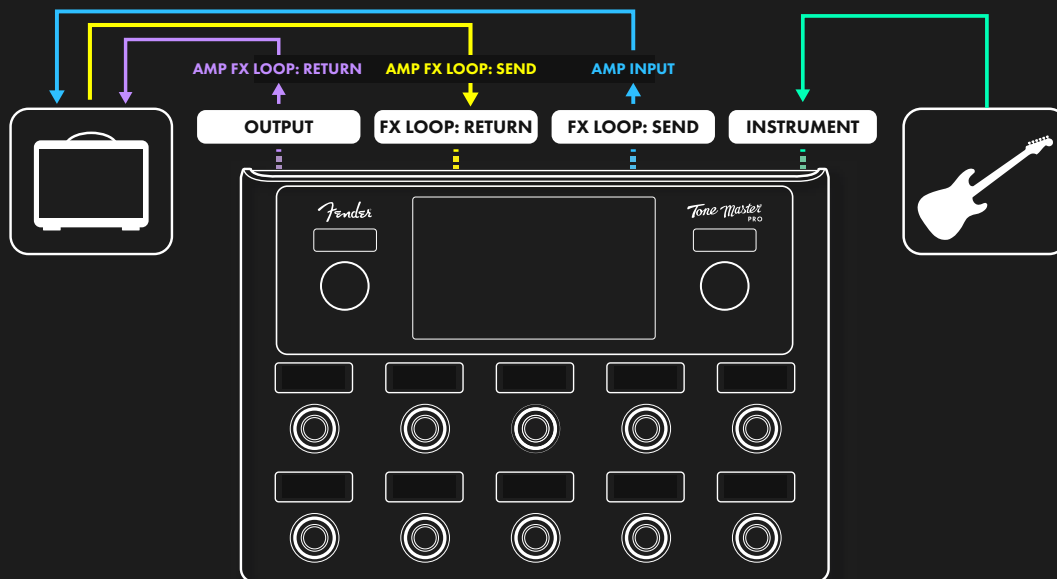 AMP FX LOOP: RETURN AMP FX LOOP: SEND AMP INPUT
OUTPUT FX LOOP: RETURN FX LOOP: SEND INSTRUMENT
Fender Tone Master
PRO